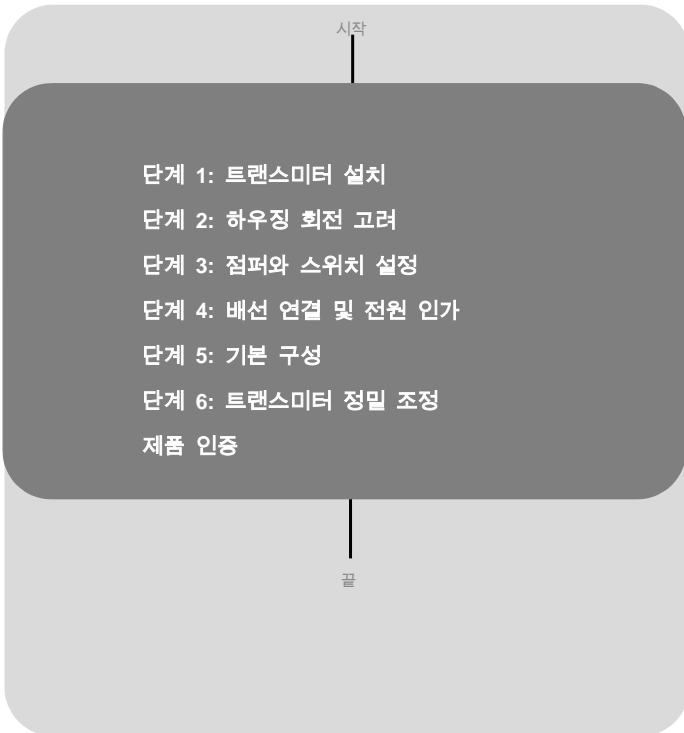 시작
단계 1: 트랜스미터 설치
단계 2: 하우징 회전 고려
단계 3: 점퍼와 스위치 설정
단계 4: 배선 연결 및 전원 인가
단계 5: 기본 구성
단계 6: 트랜스미터 정밀 조정
제품 인증
끝